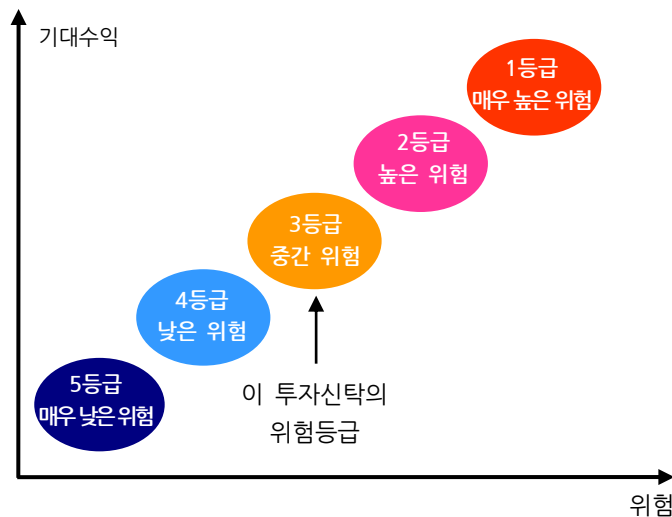 기대수익
1등급
매우 높은 위험
2등급
높은 위험
3등급
중간 위험
4등급
낮은 위험
5등급
매우 낮은 위험
이 투자신탁의
위험등급
위험